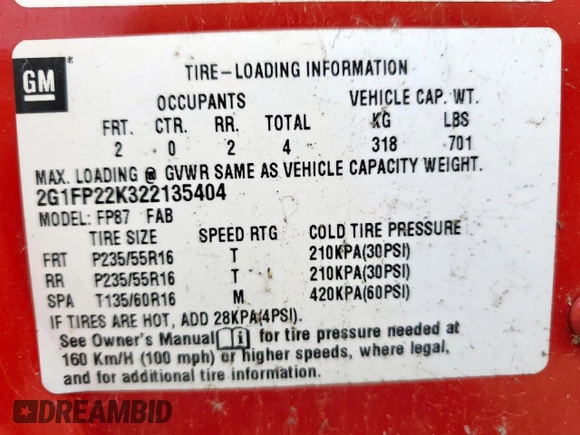 GM ®
TIRE-LOADING INFORMATION
OCCUPANTS VEHICLE CAP. WT.
FRT. CTR. RR. TOTAL KG LBS
2 0 2 4 318 701
MAX. LOADING @ GVWR SAME AS VEHICLE CAPACITY WEIGHT.
2G1FP22K322135404
MODEL: FP87 FAB
TIRE SIZE SPEED RTG COLD TIRE PRESSURE
FRT P235/55R16 T 210KPA(30PSI)
RR P235/55R16 T 210KPA(30PSI)
SPA T135/60R16 M 420KPA(60PSI)
IF TIRES ARE HOT, ADD 28KPA(4PSI).
See Owner's Manual for tire pressure needed at
160 Km/H (100 mph) or higher speeds, where legal,
and for additional tire information.
DREAMBID